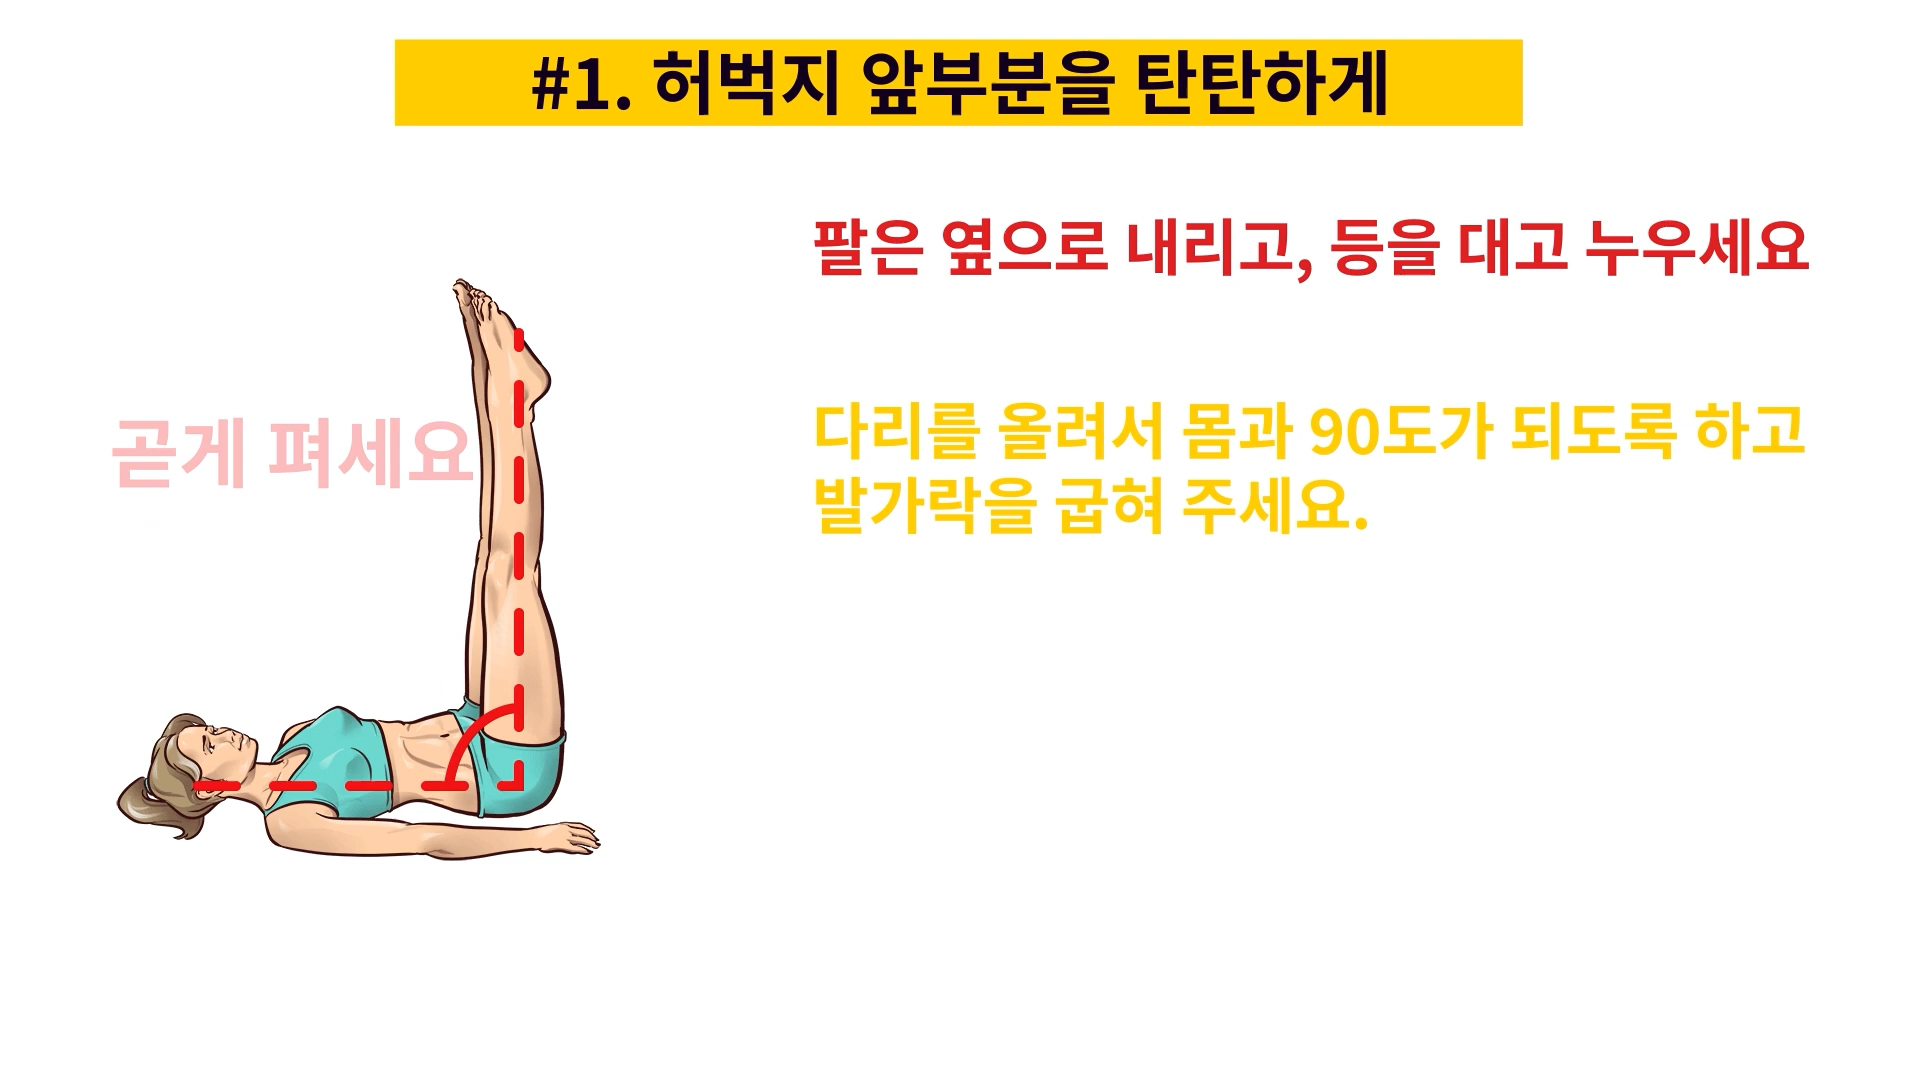 #1. 허벅지 앞부분을 탄탄하게
팔은 옆으로 내리고, 등을 대고 누우세요
다리를 올려서 몸과 90도가 되도록 하고
발가락을 굽혀 주세요.
곧게 펴세요